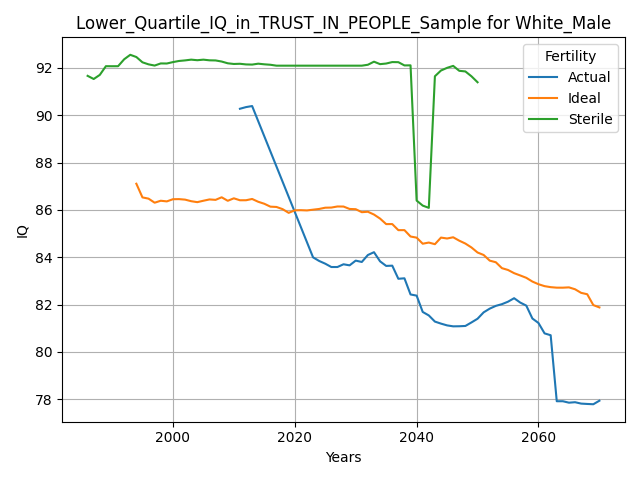 Lower_Quartile_IQ_in_TRUST_IN_PEOPLE_Sample for White_Male
Fertility
Actual
Ideal
Sterile
92
90
88
86
84
82
80
78
IQ
2000
2020
2040
2060
Years